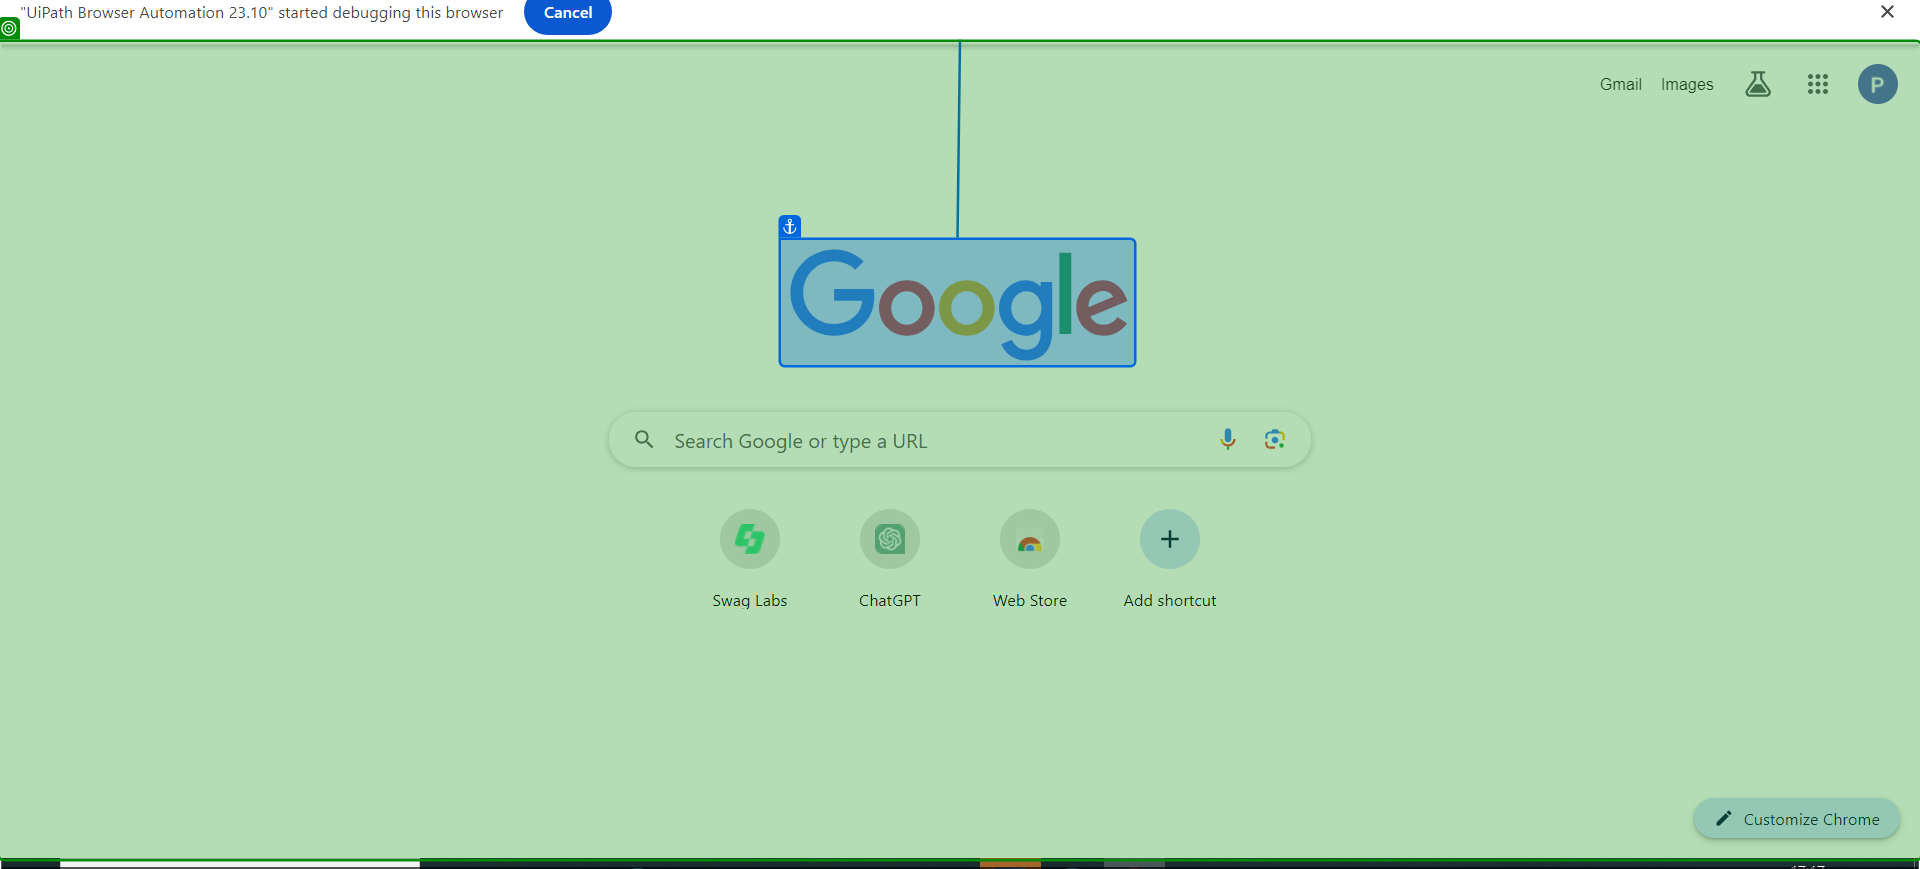 "UiPath Browser Automation 23.10" started debugging this browser
Cancel
Gmail
Images
P
Google
Search Google or type a URL
Swag Labs
ChatGPT
Web Store
Add shortcut
Customize Chrome